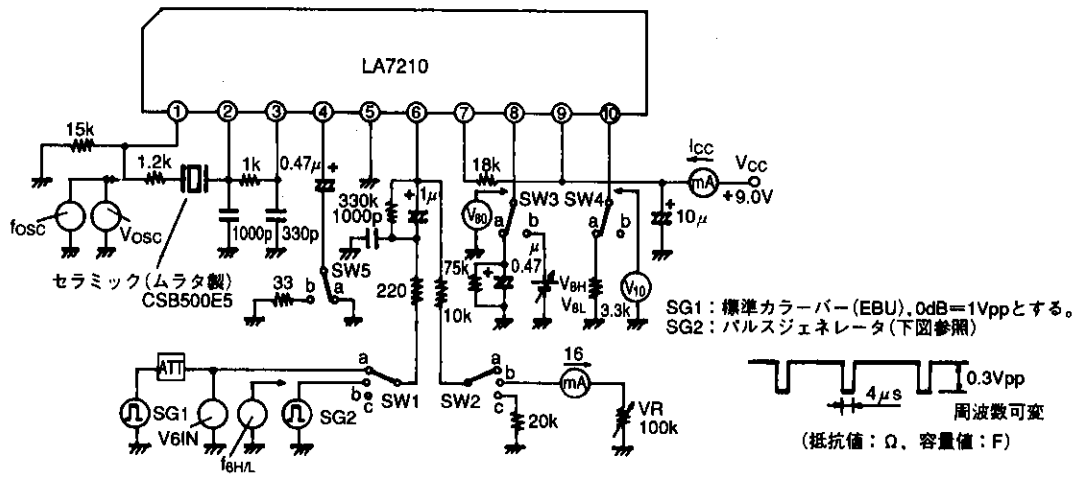 LA7210
① ② ③ ④ ⑤ ⑥ ⑦ ⑧ ⑨ ⑩
15k
1.2k
1k
0.47μ
+
330k
1000p
1μ
+
18k
Icc
mA
Vcc
+9.0V
10μ
+
fosc
Vosc
1000p
330p
セラミック(ムラタ製)
CSB500E5
SW5
33
b
a
220
75k
10k
V80
SW3
a
b
μ
0.47
+
V8H
V8L
SW4
a
b
3.3k
V10
SG1:標準カラーバー(EBU),0dB=1Vppとする。
SG2:パルスジェネレータ(下図参照)
ATT
SG1
V6IN
f8H/L
SG2
a
b
c
SW1
SW2
a
b
c
20k
16
mA
VR
100k
4μs
0.3Vpp
周波数可変
(抵抗値:Ω、容量値:F)